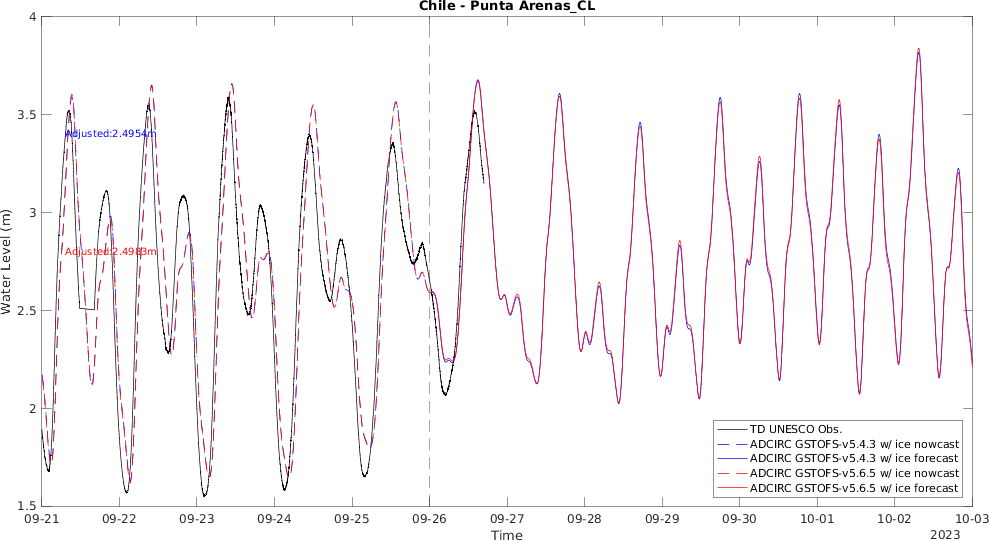 Chile - Punta Arenas_CL
4
3.5
3
2.5
2
1.5
Water Level (m)
Adjusted:2.4954m
Adjusted:2.4983m
TD UNESCO Obs.
ADCIRC GSTOFS-v5.4.3 w/ ice nowcast
ADCIRC GSTOFS-v5.4.3 w/ ice forecast
ADCIRC GSTOFS-v5.6.5 w/ ice nowcast
ADCIRC GSTOFS-v5.6.5 w/ ice forecast
09-21 09-22 09-23 09-24 09-25 09-26 09-27 09-28 09-29 09-30 10-01 10-02 10-03
Time
2023